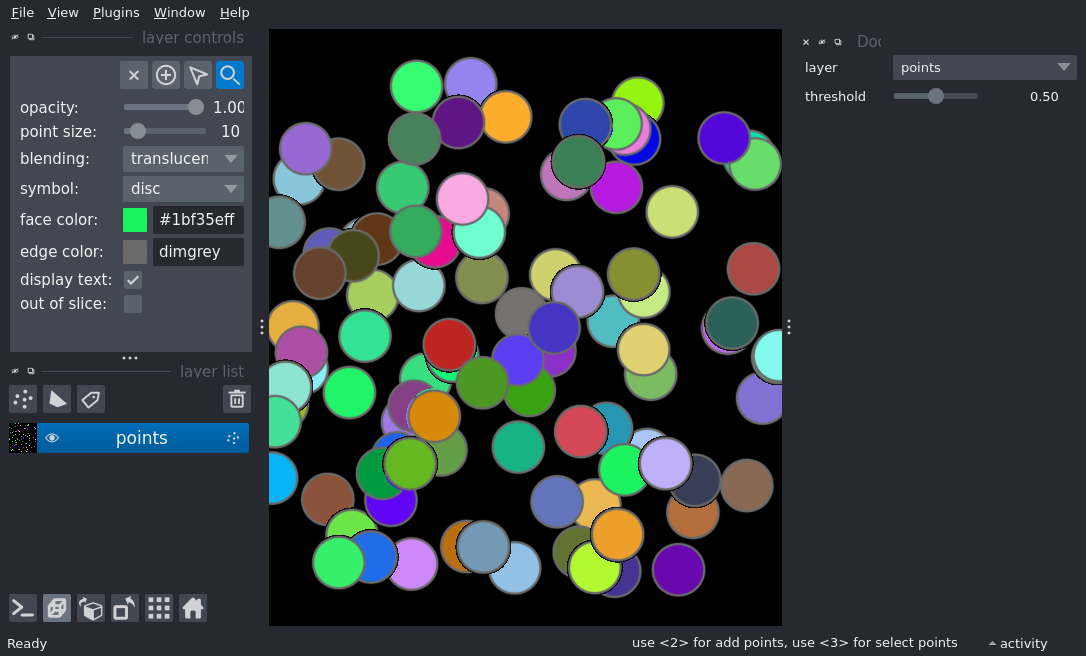 File View Plugins Window Help
layer controls
opacity: 1.00
point size: 10
blending: translucen
symbol: disc
face color: #1bf35eff
edge color: dimgrey
display text:
out of slice:
layer list
points
Doc
layer points
threshold 0.50
Ready
use <2> for add points, use <3> for select points
activity